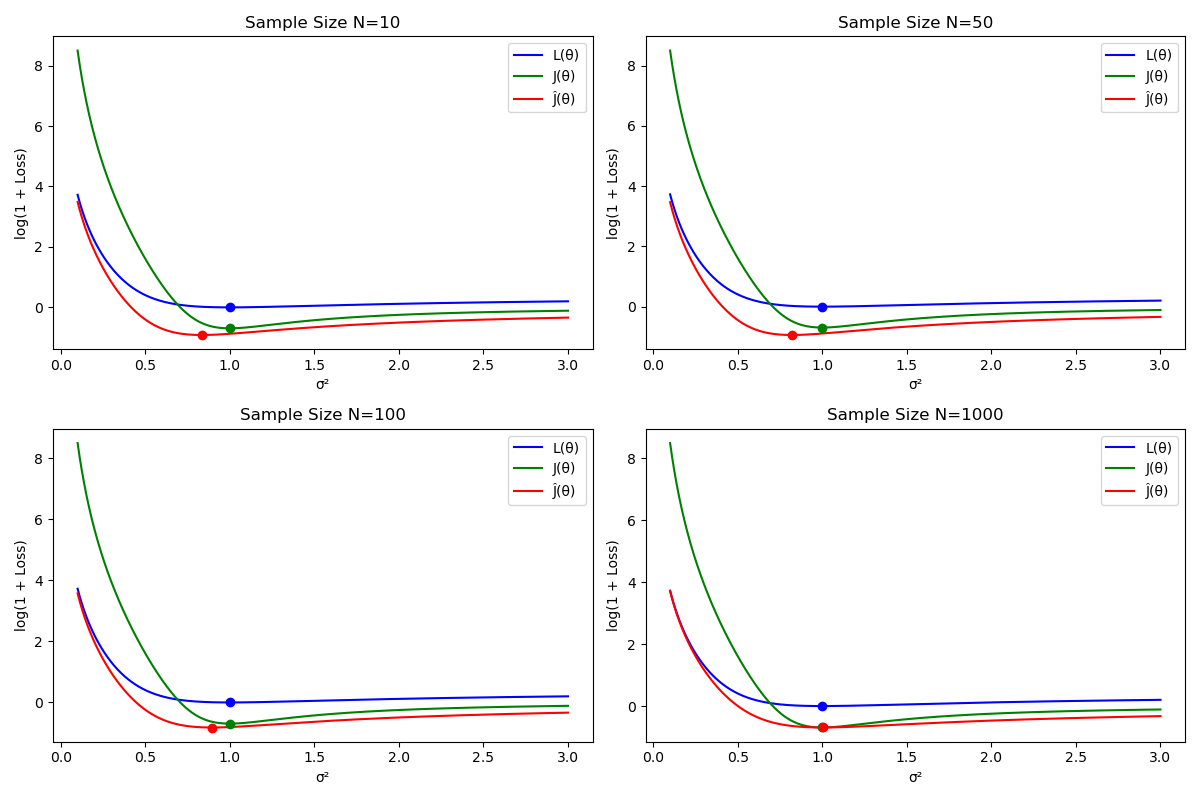 Sample Size N=10
log(1 + Loss)
8
6
4
2
0
0.0 0.5 1.0 1.5 2.0 2.5 3.0
σ²
L(θ)
J(θ)
Ĵ(θ)
Sample Size N=50
log(1 + Loss)
8
6
4
2
0
0.0 0.5 1.0 1.5 2.0 2.5 3.0
σ²
L(θ)
J(θ)
Ĵ(θ)
Sample Size N=100
log(1 + Loss)
8
6
4
2
0
0.0 0.5 1.0 1.5 2.0 2.5 3.0
σ²
L(θ)
J(θ)
Ĵ(θ)
Sample Size N=1000
log(1 + Loss)
8
6
4
2
0
0.0 0.5 1.0 1.5 2.0 2.5 3.0
σ²
L(θ)
J(θ)
Ĵ(θ)